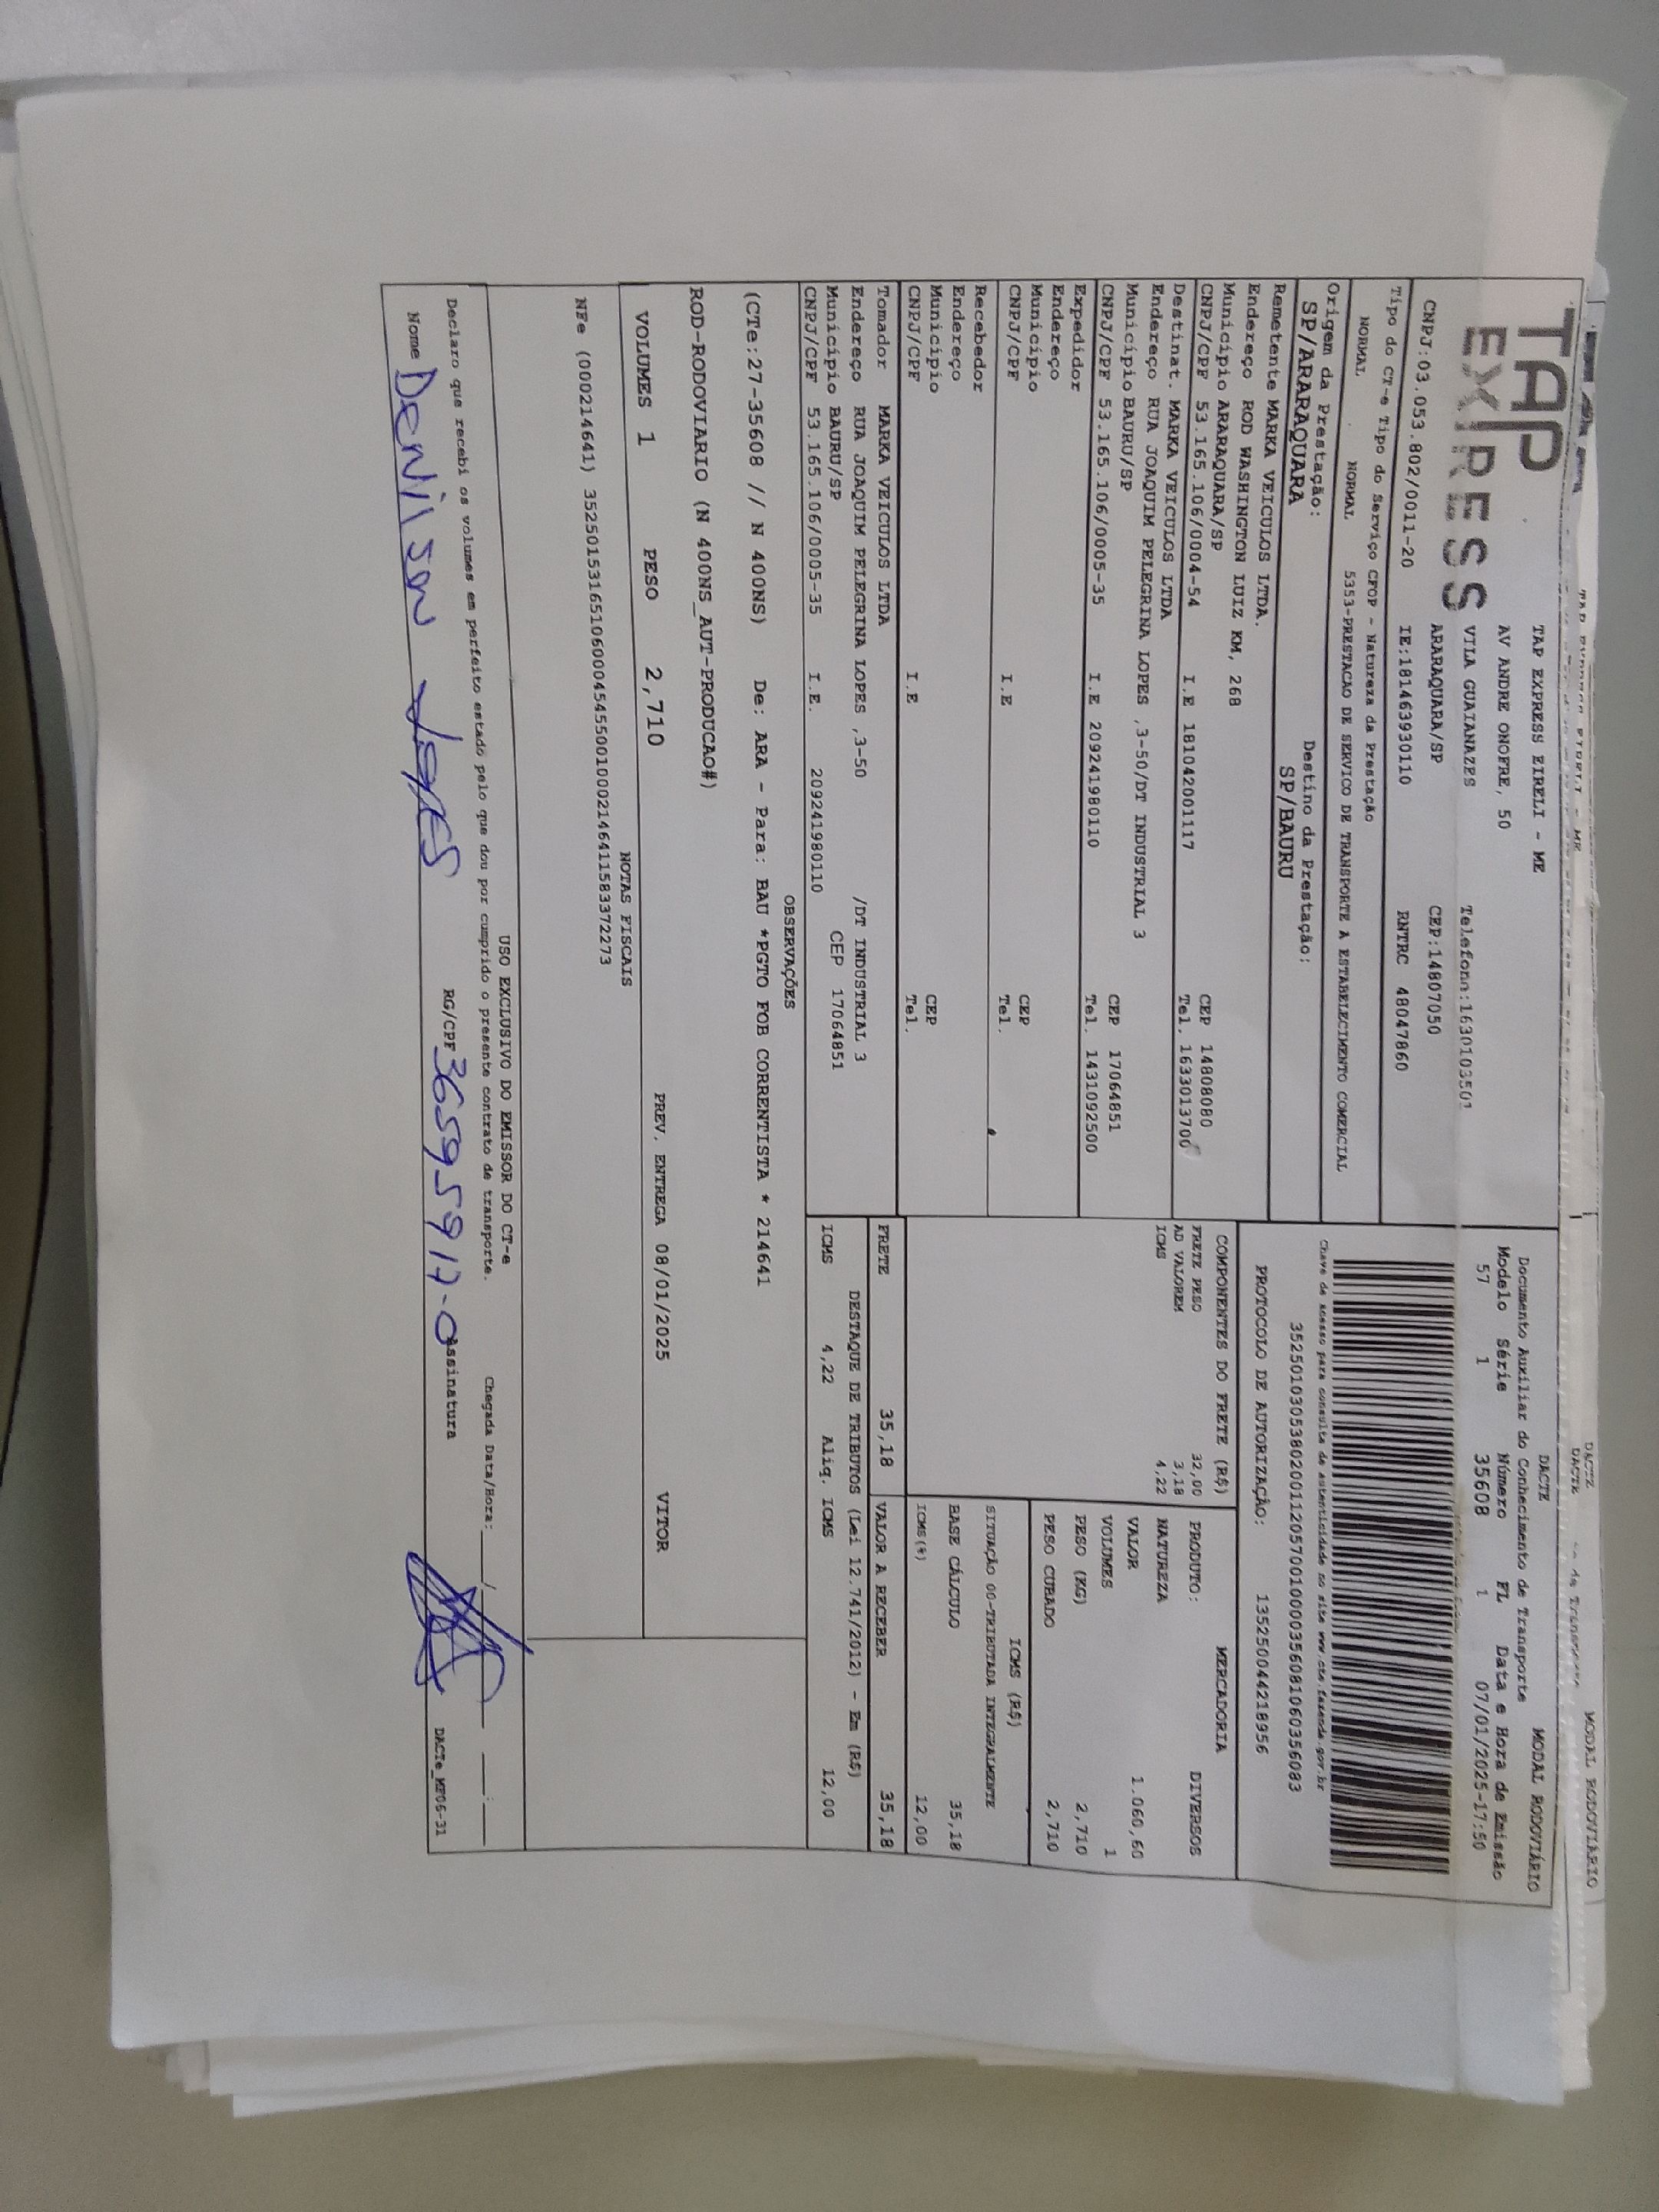 TAP
EXPRESS
TAP EXPRESS EIRELI - ME
AV ANDRE ONOFRE, 50
VILA GUAIANAZES
Telefone:1630103501
ARARAQUARA/SP CEP:14807050
CNPJ:03.053.802/0011-20 IE:181463930110 RNTRC 48047860
DACTE MODAL RODOVIÁRIO
Documento Auxiliar do Conhecimento de Transporte
Modelo Série Número FL Data e Hora de Emissão
57 1 35608 1 07/01/2025-17:50
Chave de acesso para consulta de autenticidade no site www.cte.fazenda.gov.br
35250103053802001120570010000356081060356083
PROTOCOLO DE AUTORIZAÇÃO: 135250044218956
Tipo do CT-e Tipo do Serviço CFOP - Natureza da Prestação
NORMAL NORMAL 5353-PRESTACAO DE SERVICO DE TRANSPORTE A ESTABELECIMENTO COMERCIAL
Origem da Prestação: Destino da Prestação:
SP/ARARAQUARA SP/BAURU
Remetente MARKA VEICULOS LTDA.
Endereço ROD WASHINGTON LUIZ KM, 268
Município ARARAQUARA/SP CEP 14808080
CNPJ/CPF 53.165.106/0004-54 I.E 181042001117 Tel. 1633013700
Destinat. MARKA VEICULOS LTDA
Endereço RUA JOAQUIM PELEGRINA LOPES ,3-50/DT INDUSTRIAL 3
Município BAURU/SP CEP 17064851
CNPJ/CPF 53.165.106/0005-35 I.E 209241980110 Tel. 1431092500
Expedidor
Endereço
Município CEP
CNPJ/CPF I.E Tel.
Recebedor
Endereço
Município CEP
CNPJ/CPF I.E Tel.
Tomador MARKA VEICULOS LTDA
Endereço RUA JOAQUIM PELEGRINA LOPES ,3-50 /DT INDUSTRIAL 3
Município BAURU/SP CEP 17064851
CNPJ/CPF 53.165.106/0005-35 I.E. 209241980110
COMPONENTES DO FRETE (R$)
FRETE PESO 32,00
AD VALOREM 3,18
ICMS 4,22
MERCADORIA
PRODUTO: DIVERSOS
NATUREZA
VALOR 1.060,60
VOLUMES 1
PESO (KG) 2,710
PESO CUBADO 2,710
ICMS (R$)
SITUAÇÃO 00-TRIBUTADA INTEGRALMENTE
BASE CÁLCULO 35,18
ICMS(%) 12,00
FRETE 35,18 VALOR A RECEBER 35,18
DESTAQUE DE TRIBUTOS (Lei 12.741/2012) - Em (R$)
ICMS 4,22 Aliq. ICMS 12,00
OBSERVAÇÕES
(CTe:27-35608 // N 400NS) De: ARA - Para: BAU *PGTO FOB CORRENTISTA * 214641
ROD-RODOVIARIO (N 400NS_AUT-PRODUCAO#)
VOLUMES 1 PESO 2,710 PREV. ENTREGA 08/01/2025 VITOR
NOTAS FISCAIS
NFe (000214641) 35250153165106000454550010002146411583372273
USO EXCLUSIVO DO EMISSOR DO CT-e
Declaro que recebi os volumes em perfeito estado pelo que dou por cumprido o presente contrato de transporte. Chegada Data/Hora: ___/___
Nome Denilson Lopes RG/CPF Assinatura
DACTe_MF06-31